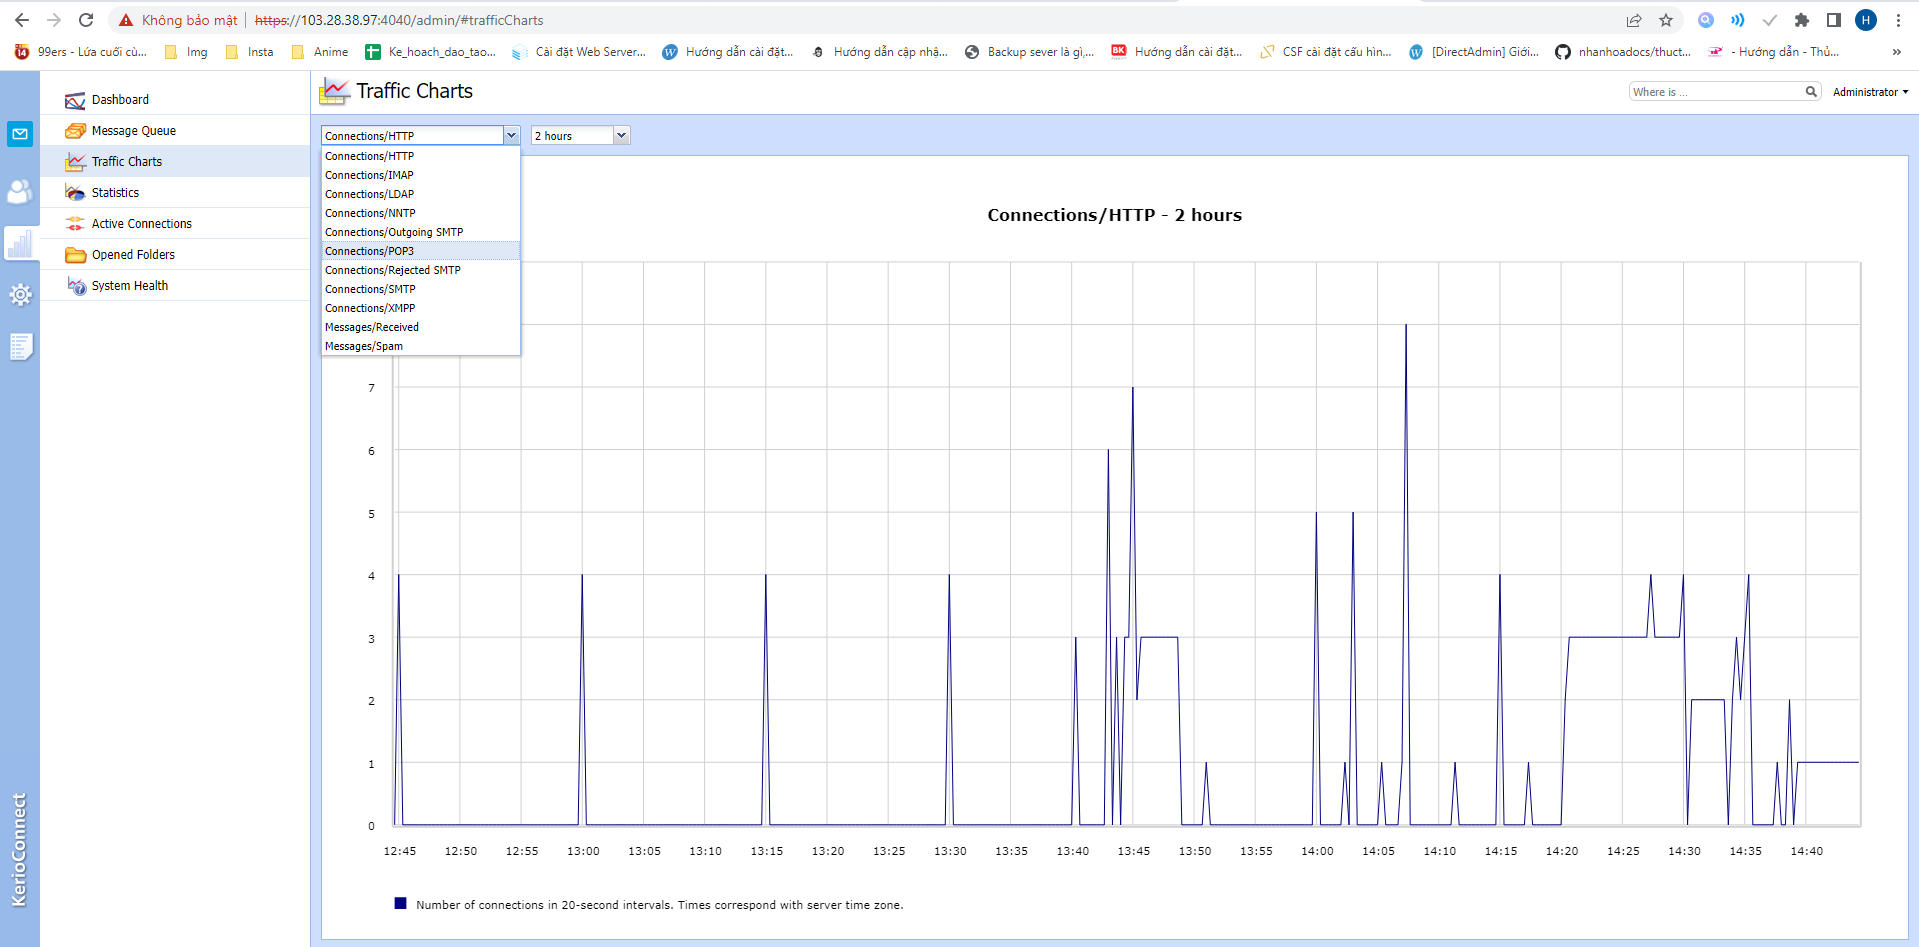 Không bảo mật
https://103.28.38.97:4040/admin/#trafficCharts
H
99ers - Lứa cuối cù...
Img
Insta
Anime
Ke_hoach_dao_tao...
Cài đặt Web Server...
Hướng dẫn cài đặt...
Hướng dẫn cập nhậ...
Backup sever là gì,...
BK
Hướng dẫn cài đặt...
CSF cài đặt cấu hìn...
[DirectAdmin] Giới...
nhanhoadocs/thuct...
- Hướng dẫn - Thủ...
»
Dashboard
Message Queue
Traffic Charts
Statistics
Active Connections
Opened Folders
System Health
KerioConnect
Traffic Charts
Where is ...
Administrator
Connections/HTTP
2 hours
Connections/HTTP
Connections/IMAP
Connections/LDAP
Connections/NNTP
Connections/Outgoing SMTP
Connections/POP3
Connections/Rejected SMTP
Connections/SMTP
Connections/XMPP
Messages/Received
Messages/Spam
Connections/HTTP - 2 hours
7
6
5
4
3
2
1
0
12:45 12:50 12:55 13:00 13:05 13:10 13:15 13:20 13:25 13:30 13:35 13:40 13:45 13:50 13:55 14:00 14:05 14:10 14:15 14:20 14:25 14:30 14:35 14:40
Number of connections in 20-second intervals. Times correspond with server time zone.